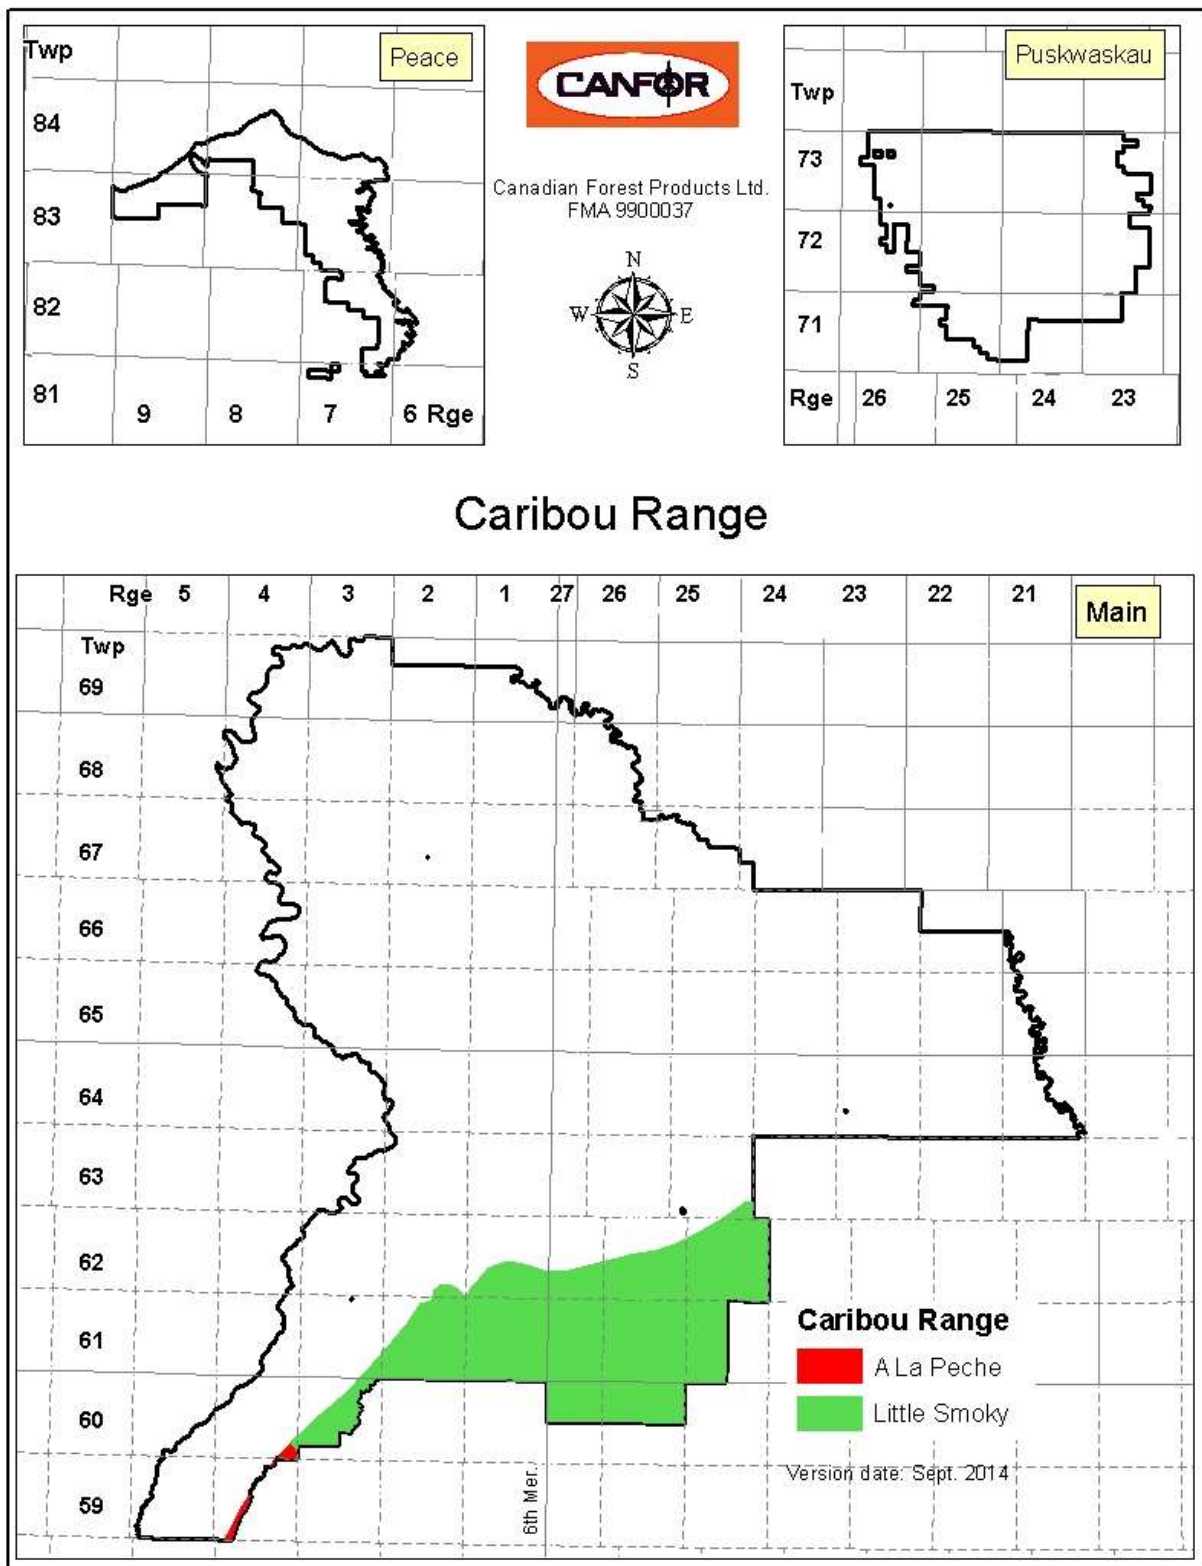 Twp
Peace
84
83
82
81
9 8 7 6 Rge
CANFOR
Canadian Forest Products Ltd.
FMA 9900037
N
W E
S
Puskwaskau
Twp
73
72
71
Rge 26 25 24 23
Caribou Range
Rge 5 4 3 2 1 27 26 25 24 23 22 21
Main
Twp
69
68
67
66
65
64
63
62
61
60
59
6th Mer.
Caribou Range
A La Peche
Little Smoky
Version date: Sept. 2014